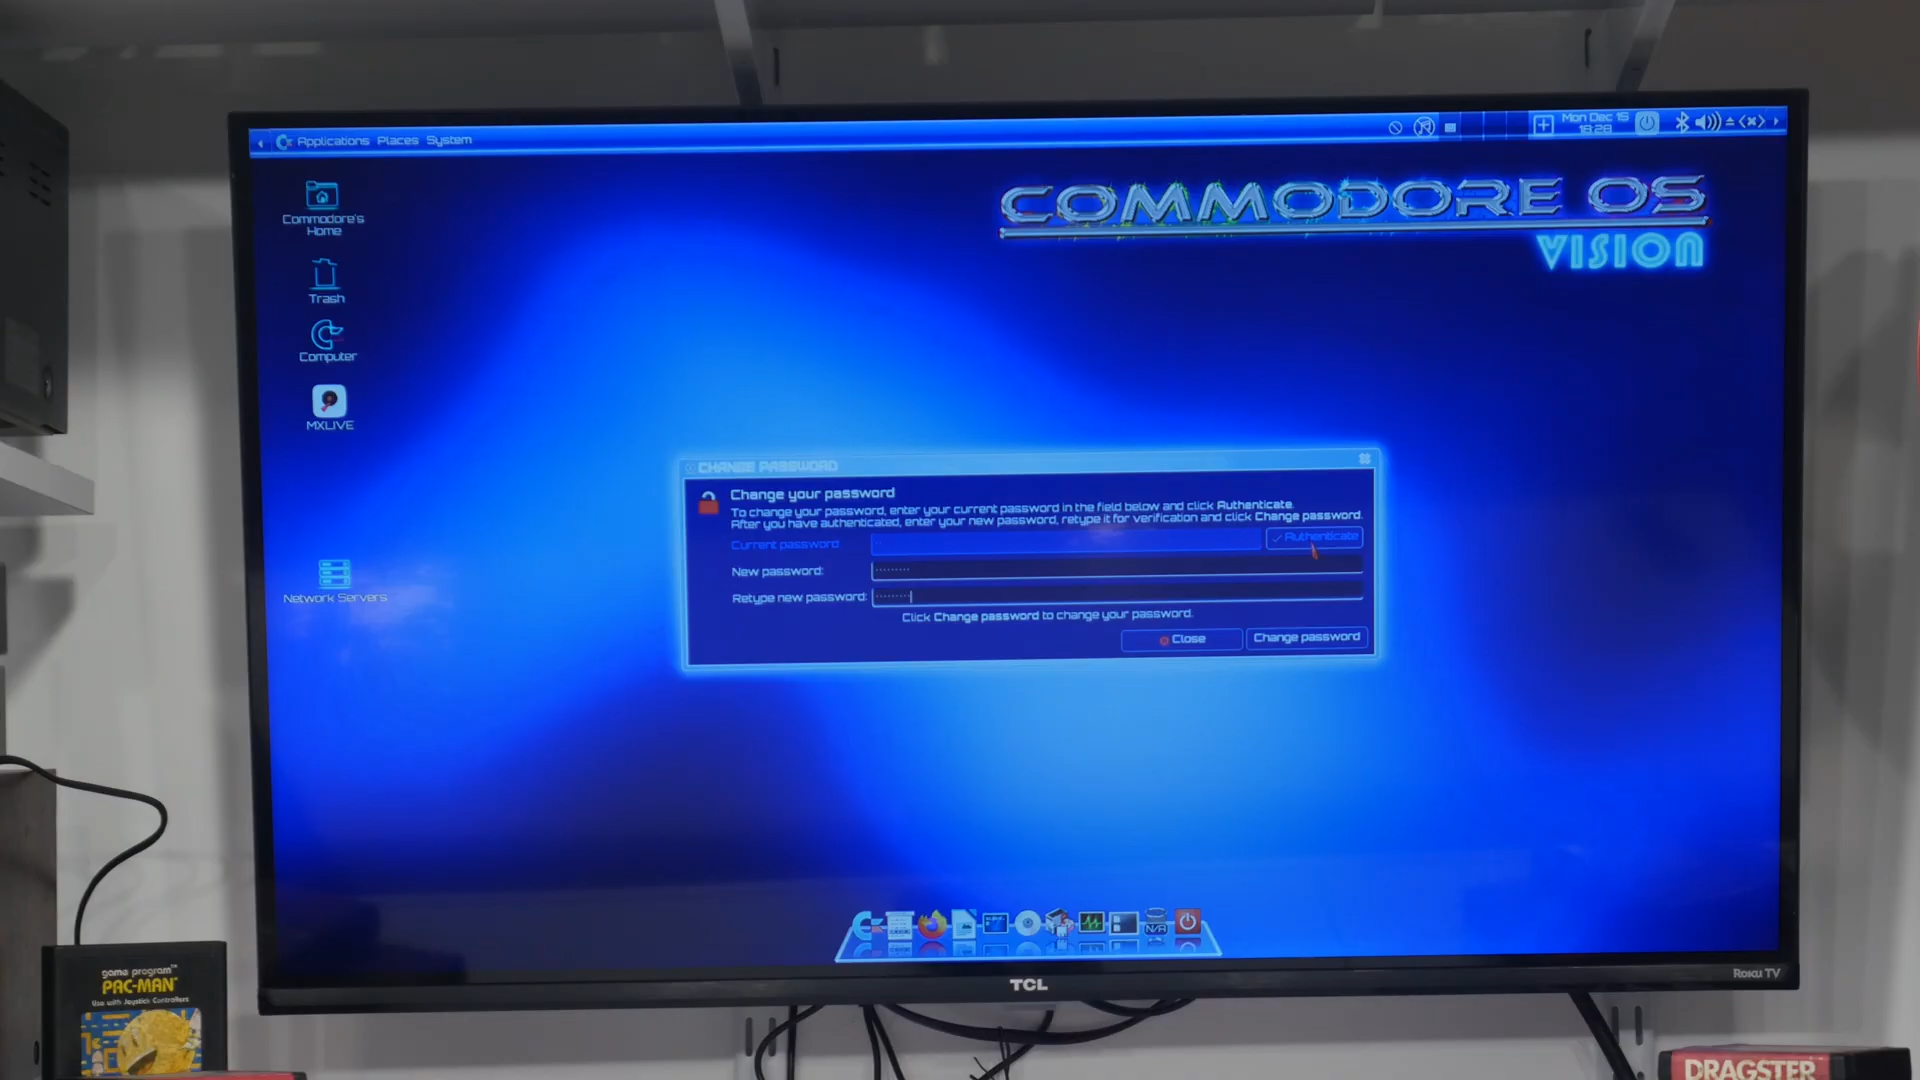 Applications Places System
Mon Dec 15
18:28
COMMODORE OS
VISION
Commodore's
Home
Trash
Computer
MXLIVE
Network Servers
CHANGE PASSWORD
Change your password
To change your password, enter your current password in the field below and click Authenticate.
After you have authenticated, enter your new password, retype it for verification and click Change password.
Current password:
Authenticate
New password:
Retype new password:
Click Change password to change your password.
Close
Change password
N/A
TCL
Roku TV
game program™
PAC-MAN
Use with Joystick Controllers
DRAGSTER